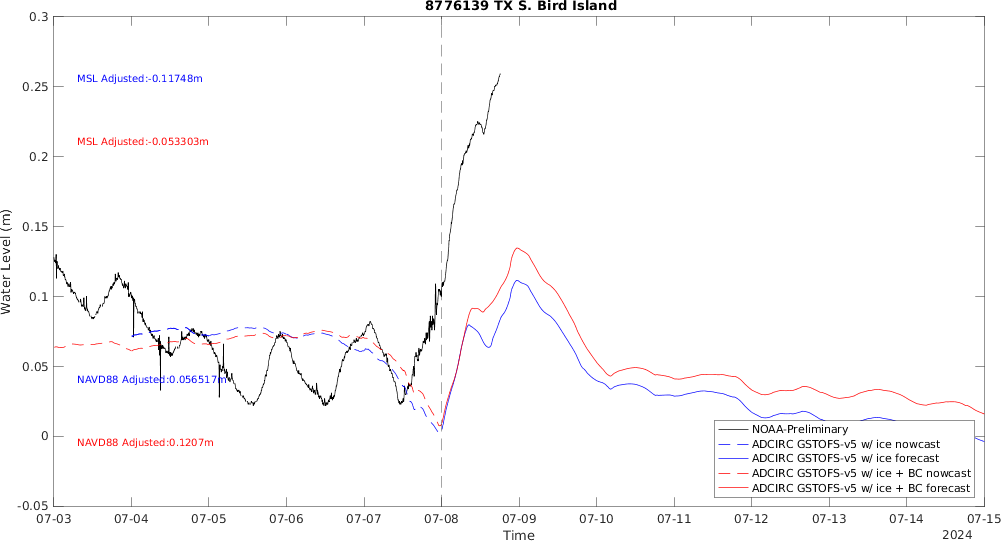 8776139 TX S. Bird Island
0.3
0.25
0.2
0.15
0.1
0.05
0
-0.05
Water Level (m)
MSL Adjusted:-0.11748m
MSL Adjusted:-0.053303m
NAVD88 Adjusted:0.056517m
NAVD88 Adjusted:0.1207m
NOAA-Preliminary
ADCIRC GSTOFS-v5 w/ ice nowcast
ADCIRC GSTOFS-v5 w/ ice forecast
ADCIRC GSTOFS-v5 w/ ice + BC nowcast
ADCIRC GSTOFS-v5 w/ ice + BC forecast
07-03 07-04 07-05 07-06 07-07 07-08 07-09 07-10 07-11 07-12 07-13 07-14 07-15
Time
2024